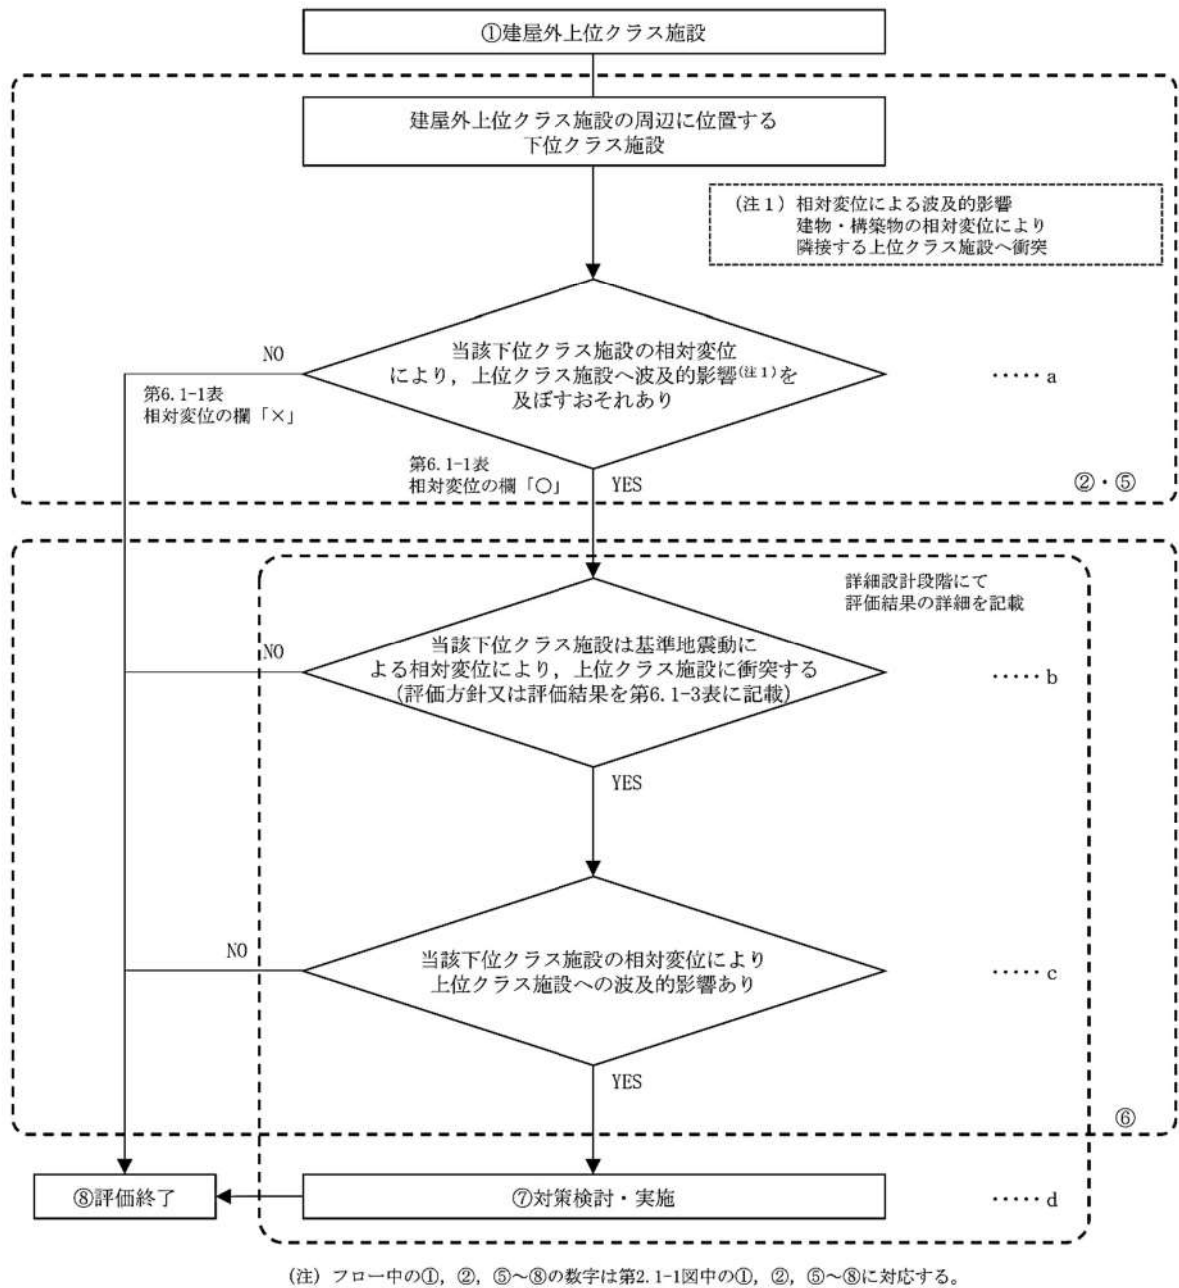 ①建屋外上位クラス施設
建屋外上位クラス施設の周辺に位置する
下位クラス施設
(注1) 相対変位による波及的影響
建物・構築物の相対変位により
隣接する上位クラス施設へ衝突
当該下位クラス施設の相対変位
により，上位クラス施設へ波及的影響(注1)を
及ぼすおそれあり
‥‥‥a
NO
第6.1-1表
相対変位の欄「×」
第6.1-1表
相対変位の欄「○」
YES
②・⑤
詳細設計段階にて
評価結果の詳細を記載
当該下位クラス施設は基準地震動に
よる相対変位により，上位クラス施設に衝突する
(評価方針又は評価結果を第6.1-3表に記載)
‥‥‥b
NO
YES
当該下位クラス施設の相対変位により
上位クラス施設への波及的影響あり
‥‥‥c
NO
YES
⑥
⑧評価終了
⑦対策検討・実施
‥‥‥d
(注) フロー中の①，②，⑤～⑧の数字は第2.1-1図中の①，②，⑤～⑧に対応する。